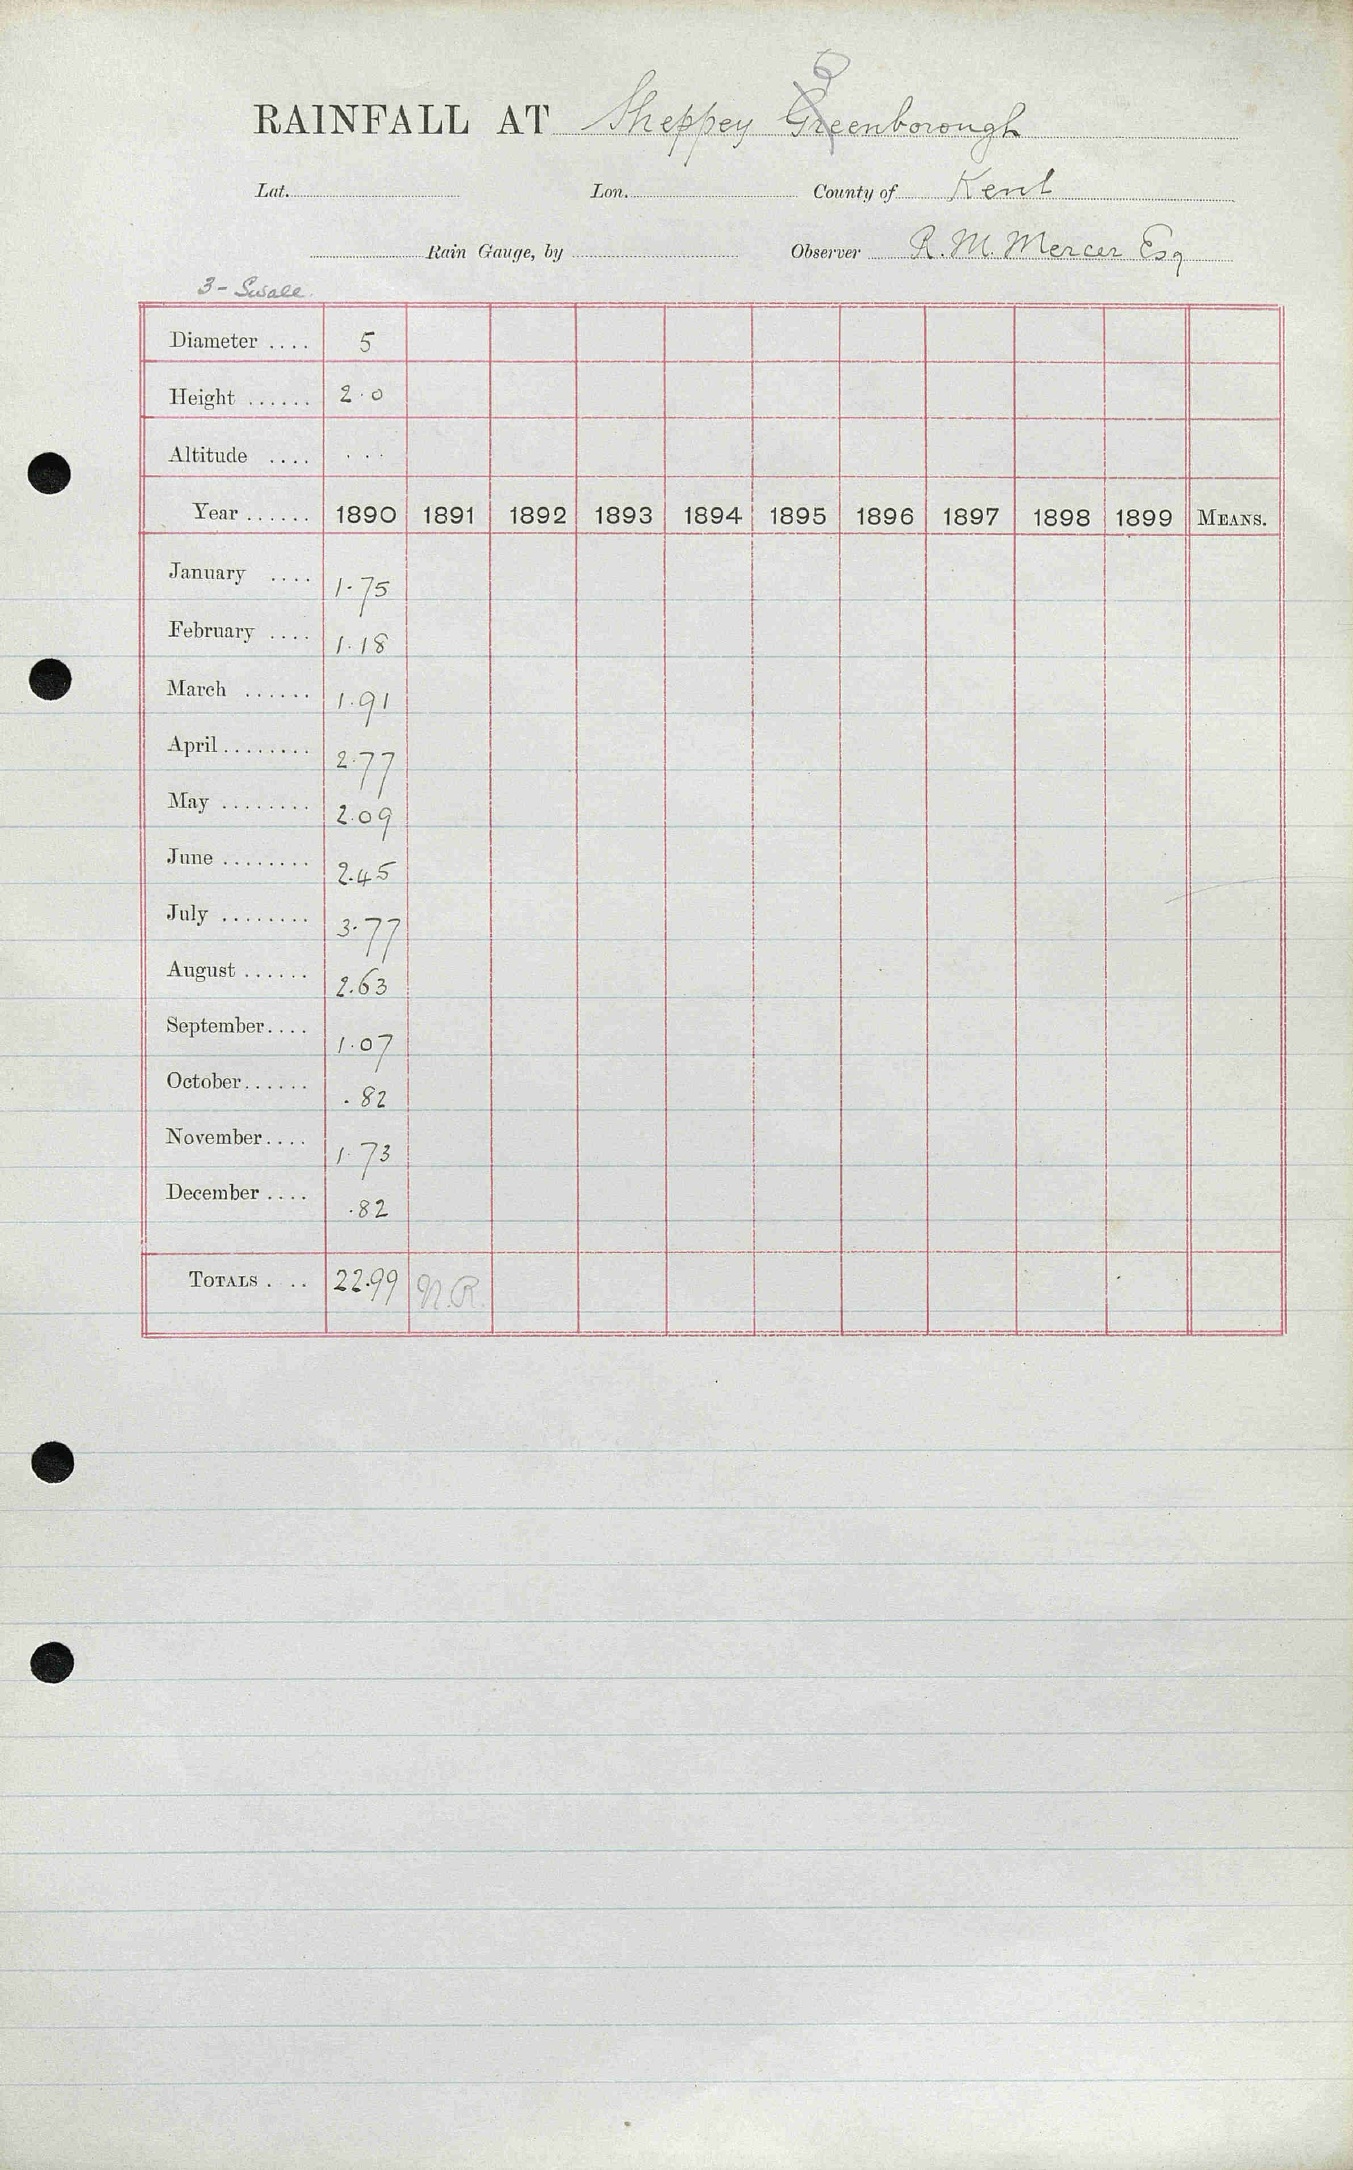 RAINFALL AT Sheppey Greenborough
Lat. Lon. County of Kent
Rain Gauge, by Observer R. M. Mercer Esq
3 - Swale
Diameter .... 5
Height ...... 2.0
Altitude .... ...
Year ...... 1890 1891 1892 1893 1894 1895 1896 1897 1898 1899 MEANS.
January .... 1.75
February .... 1.18
March ...... 1.91
April ........ 2.77
May ........ 2.09
June ........ 2.45
July ........ 3.77
August ...... 2.63
September.... 1.07
October...... .82
November.... 1.73
December .... .82
TOTALS . .. 22.99 N.R.